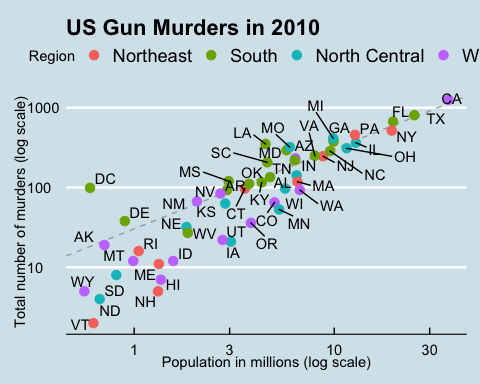 US Gun Murders in 2010
Region Northeast South North Central W
Total number of murders (log scale)
1000
100
10
CA
MI
FL
TX
VA
GA
PA
NY
LA
MO
AZ
IL
OH
SC
MD
TN
IN
NJ
NC
MS
OK
DC
AR
AL
MA
NV
KY
WA
NM
KS
CT
CO
MN
DE
NE
WV
UT
OR
AK
RI
IA
MT
ID
ME
HI
WY
SD
NH
ND
VT
1 3 10 30
Population in millions (log scale)